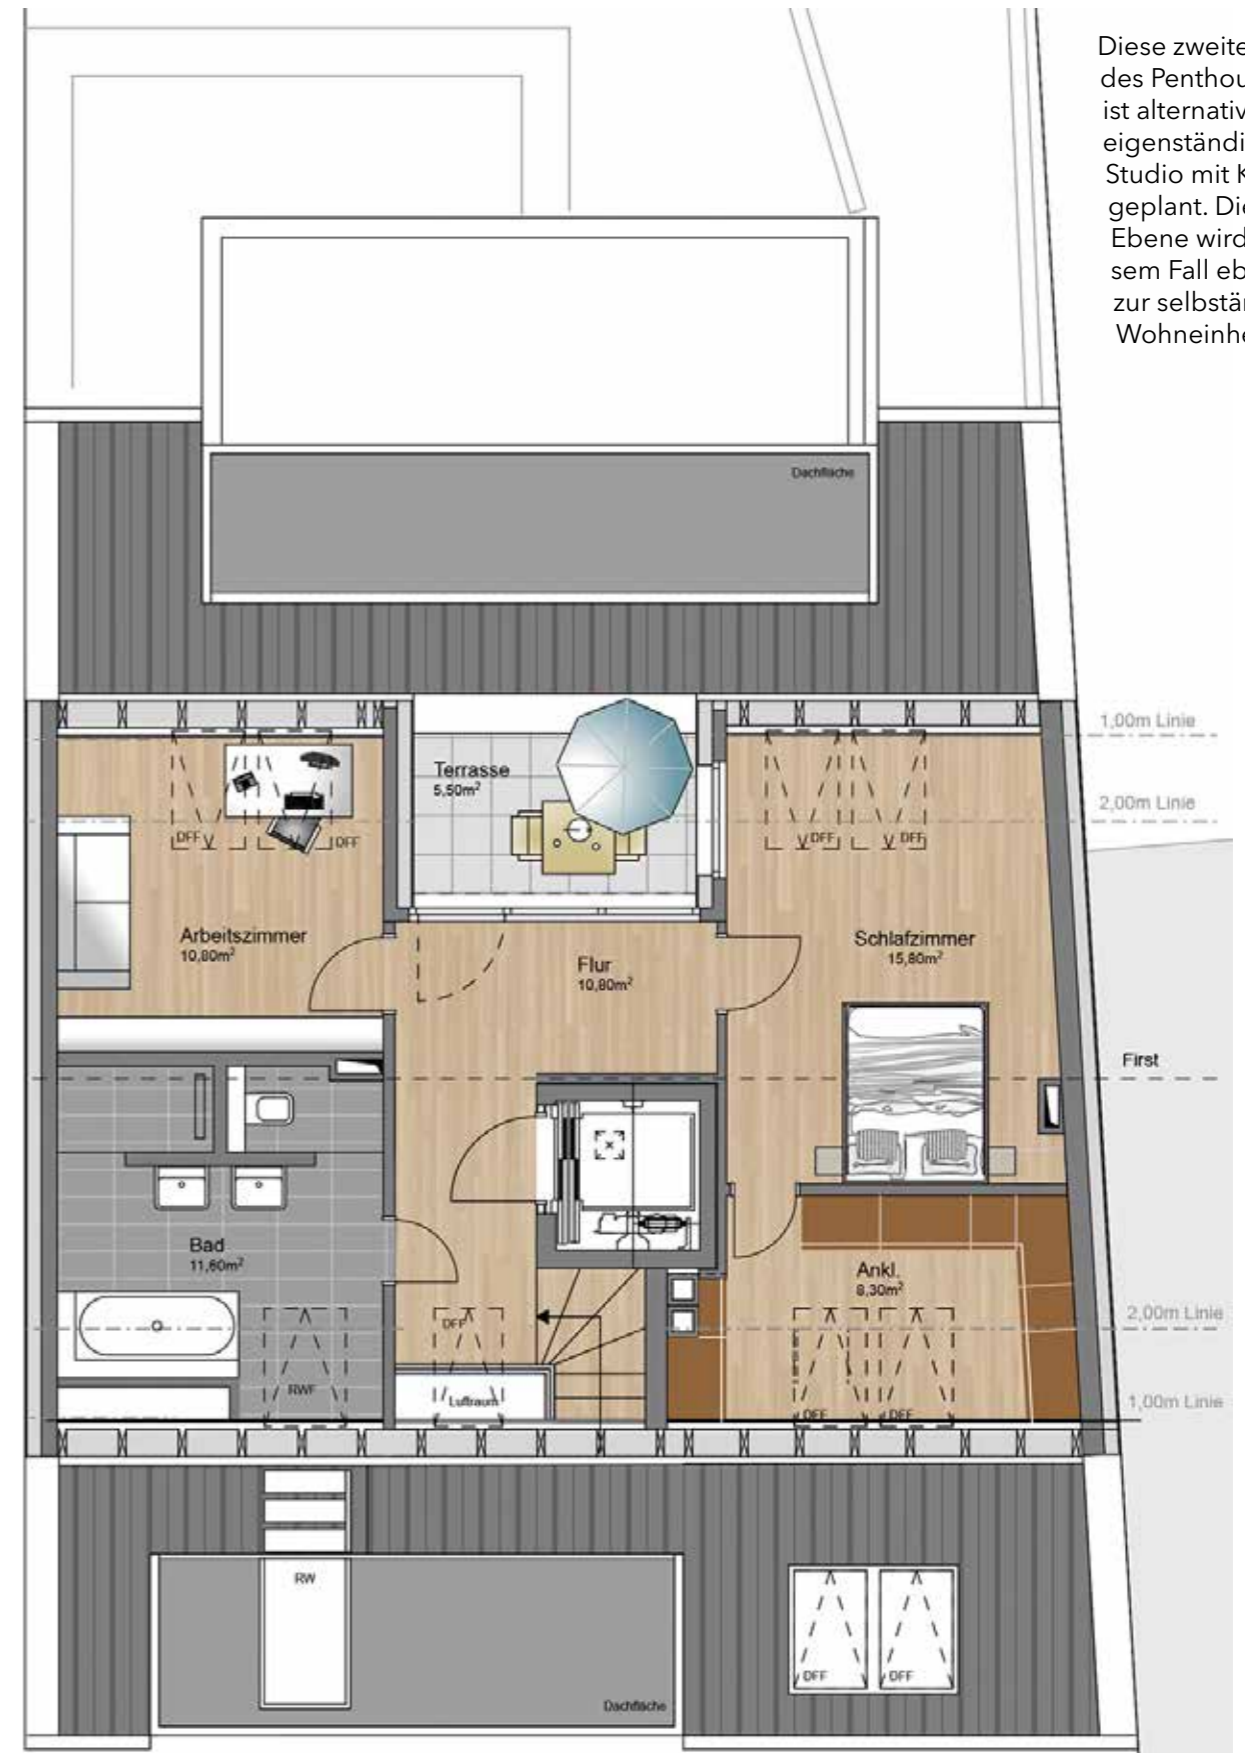 Diese zweite
des Penthou
ist alternativ
eigenständi
Studio mit K
geplant. Die
Ebene wird
sem Fall eb
zur selbstär
Wohneinhe
Dachfläche
1,00m Linie
2,00m Linie
Terrasse
5,50m²
DFF
DFF
DFF
DFF
Arbeitszimmer
10,80m²
Flur
10,80m²
Schlafzimmer
15,80m²
First
Bad
11,60m²
Ankl.
8,30m²
2,00m Linie
DFF
RWF
Luftraum
1,00m Linie
DFF
DFF
RW
DFF
DFF
Dachfläche